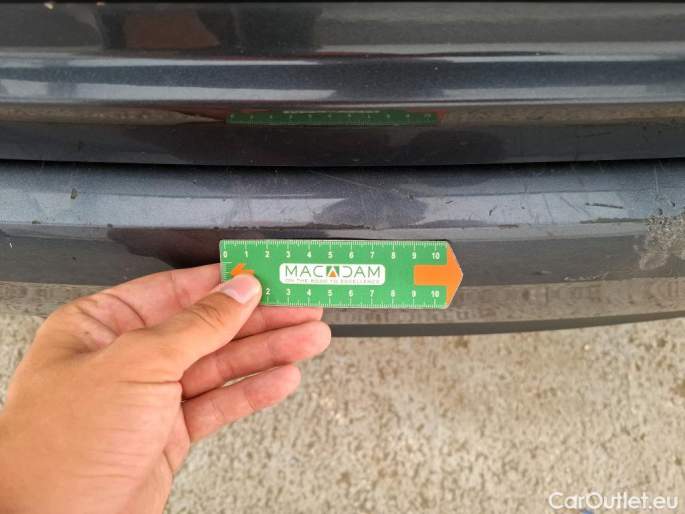 0 1 2 3 4 5 6 7 8 9 10
MACADAM
ON THE ROAD TO EXCELLENCE
2 3 4 5 6 7 8 9 10
CarOutlet.eu